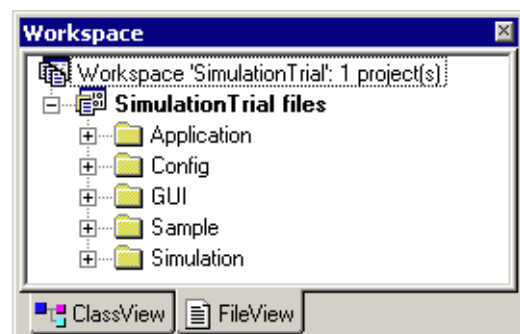 Workspace
Workspace 'SimulationTrial': 1 project(s)
SimulationTrial files
Application
Config
GUI
Sample
Simulation
ClassView FileView